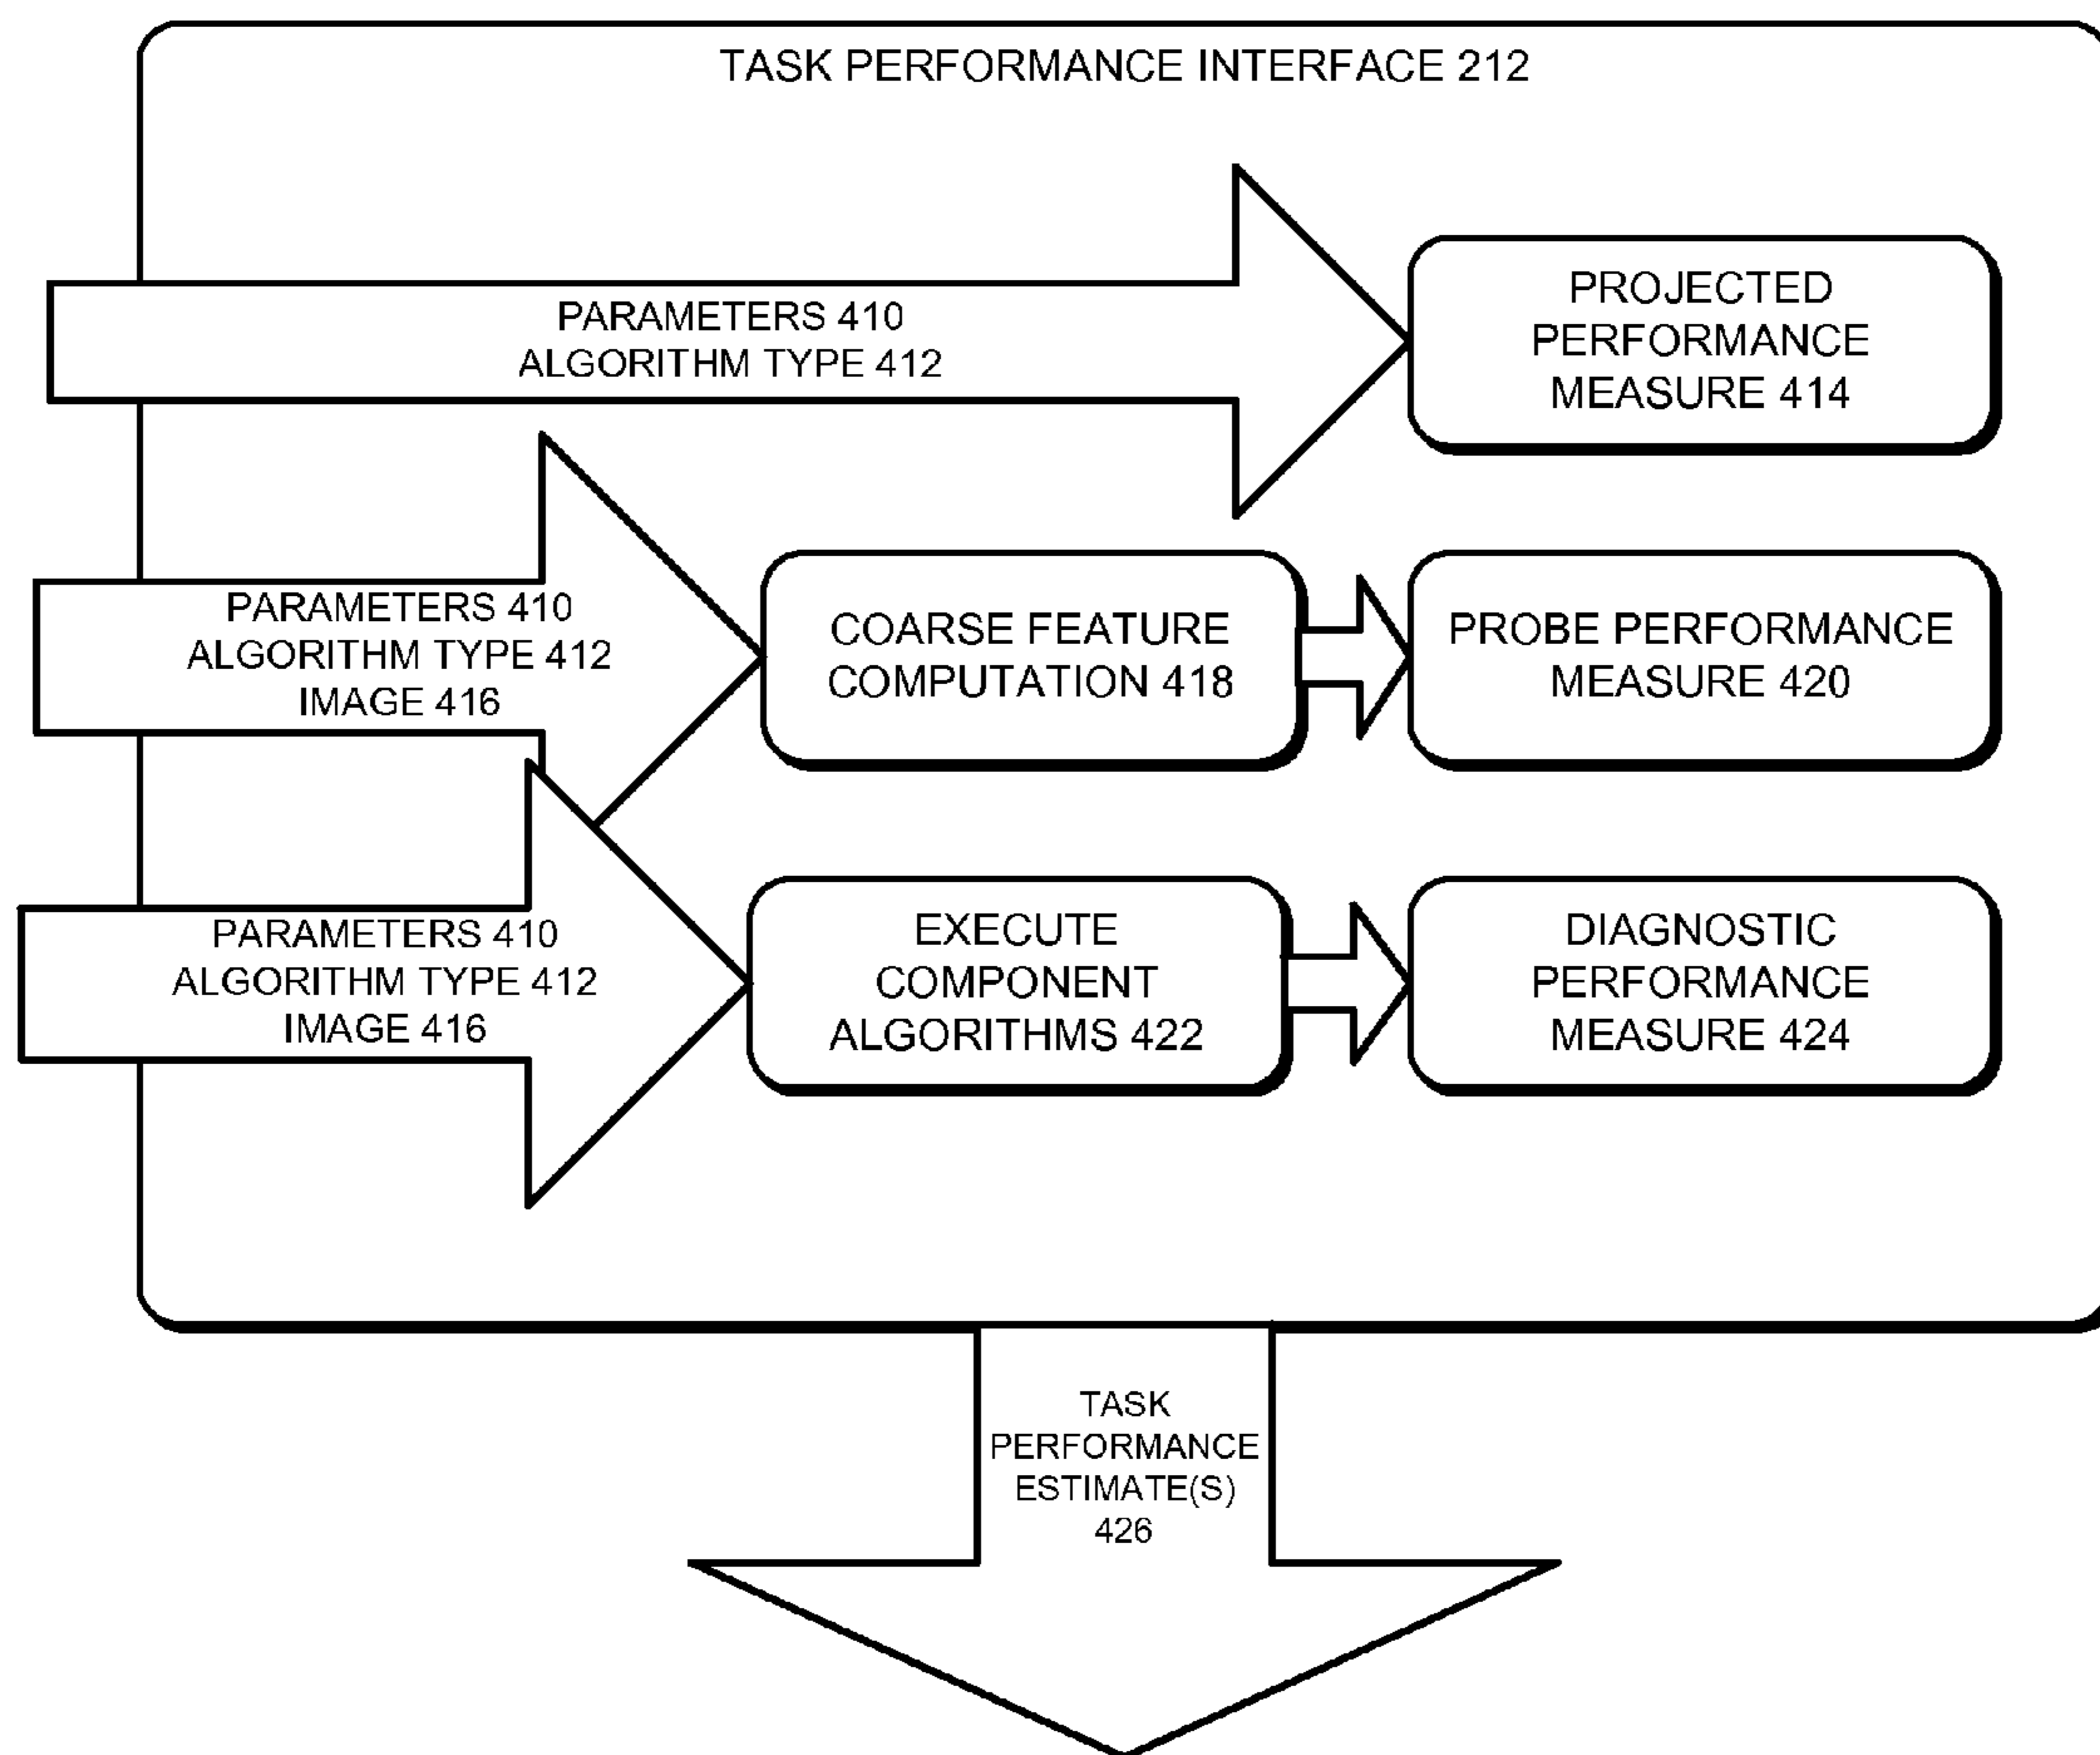 TASK PERFORMANCE INTERFACE 212
PARAMETERS 410
ALGORITHM TYPE 412
PROJECTED
PERFORMANCE
MEASURE 414
PARAMETERS 410
ALGORITHM TYPE 412
IMAGE 416
COARSE FEATURE
COMPUTATION 418
PROBE PERFORMANCE
MEASURE 420
PARAMETERS 410
ALGORITHM TYPE 412
IMAGE 416
EXECUTE
COMPONENT
ALGORITHMS 422
DIAGNOSTIC
PERFORMANCE
MEASURE 424
TASK
PERFORMANCE
ESTIMATE(S)
426